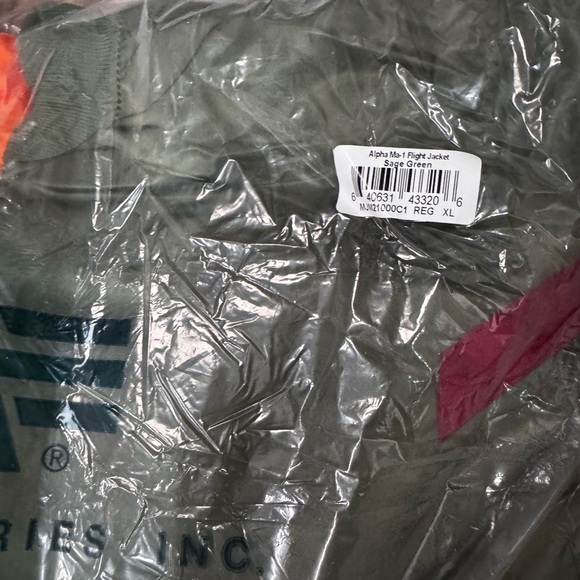 Alpha Ma-1 Flight Jacket
Sage Green
6 40631 43320 6
MJM21000C1 REG XL
®
RIES INC.